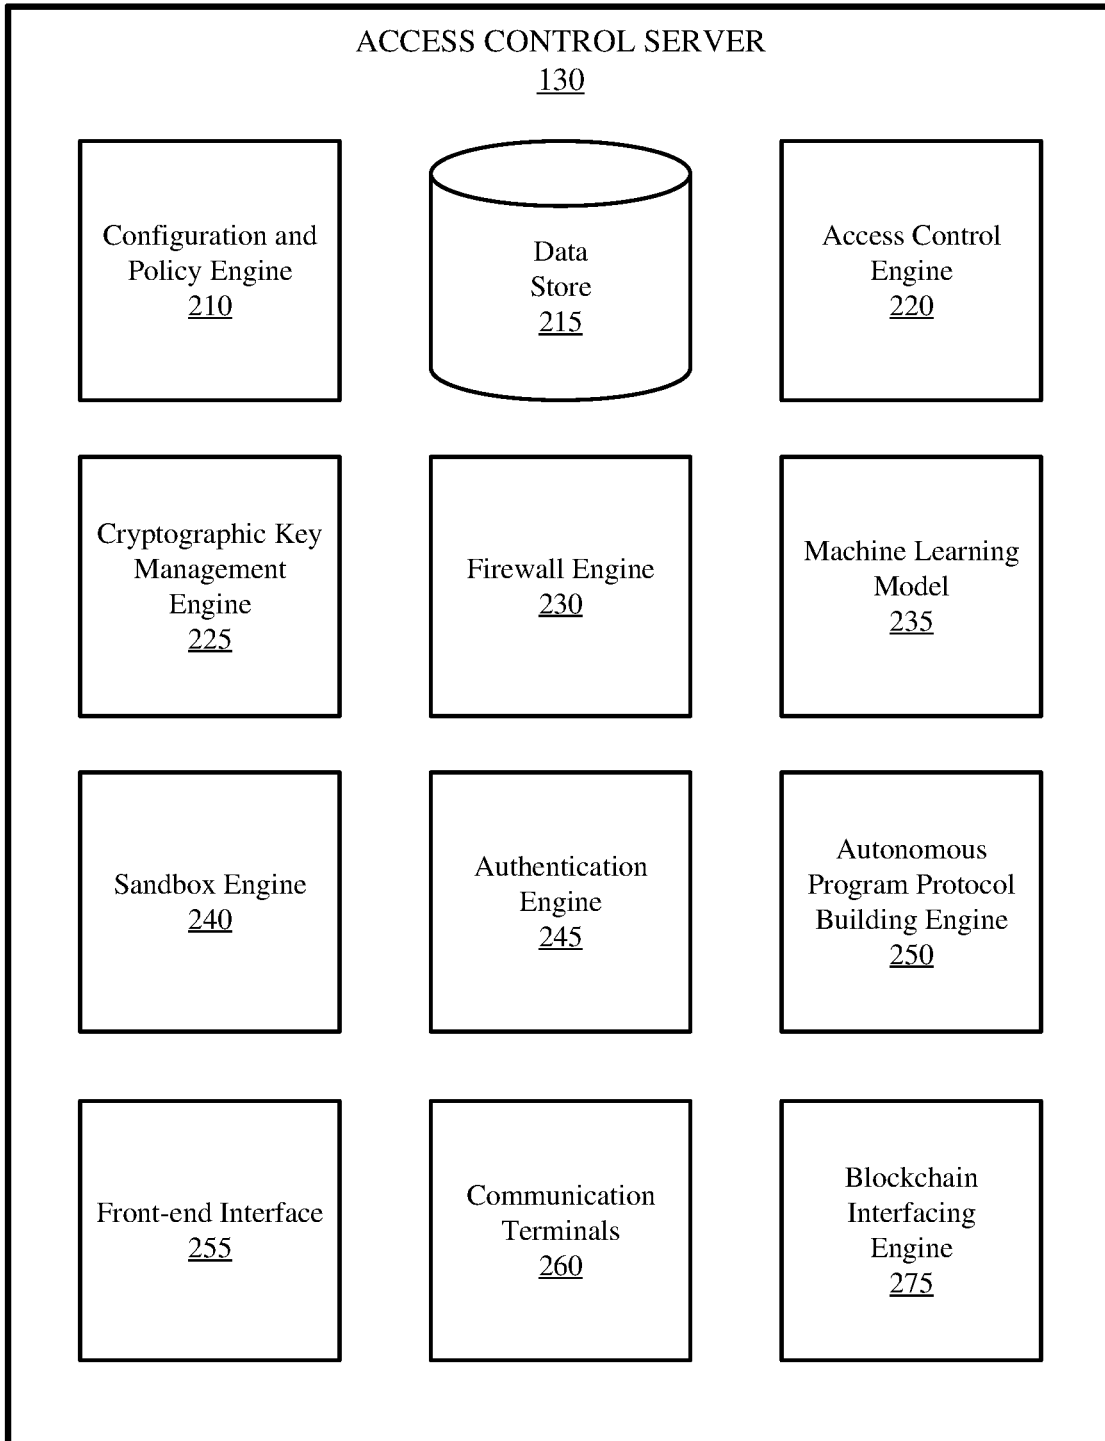 ACCESS CONTROL SERVER
130
Configuration and
Policy Engine
210
Data
Store
215
Access Control
Engine
220
Cryptographic Key
Management
Engine
225
Firewall Engine
230
Machine Learning
Model
235
Sandbox Engine
240
Authentication
Engine
245
Autonomous
Program Protocol
Building Engine
250
Front-end Interface
255
Communication
Terminals
260
Blockchain
Interfacing
Engine
275